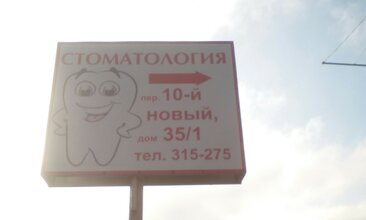 СТОМАТОЛОГИЯ
пер. 10-й
новый,
дом 35/1
тел. 315-275